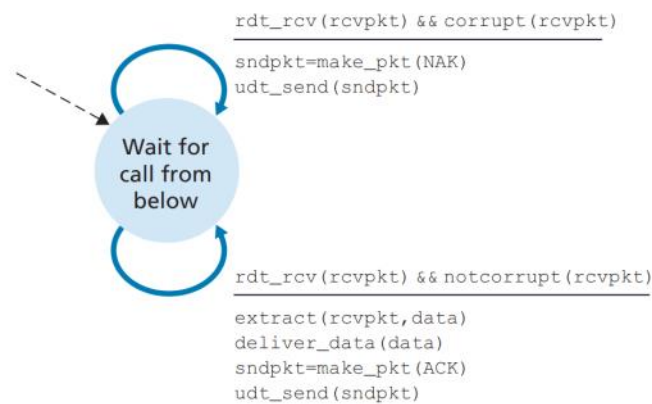 rdt_rcv(rcvpkt) && corrupt(rcvpkt)
sndpkt=make_pkt(NAK)
udt_send(sndpkt)
Wait for
call from
below
rdt_rcv(rcvpkt) && notcorrupt(rcvpkt)
extract(rcvpkt,data)
deliver_data(data)
sndpkt=make_pkt(ACK)
udt_send(sndpkt)